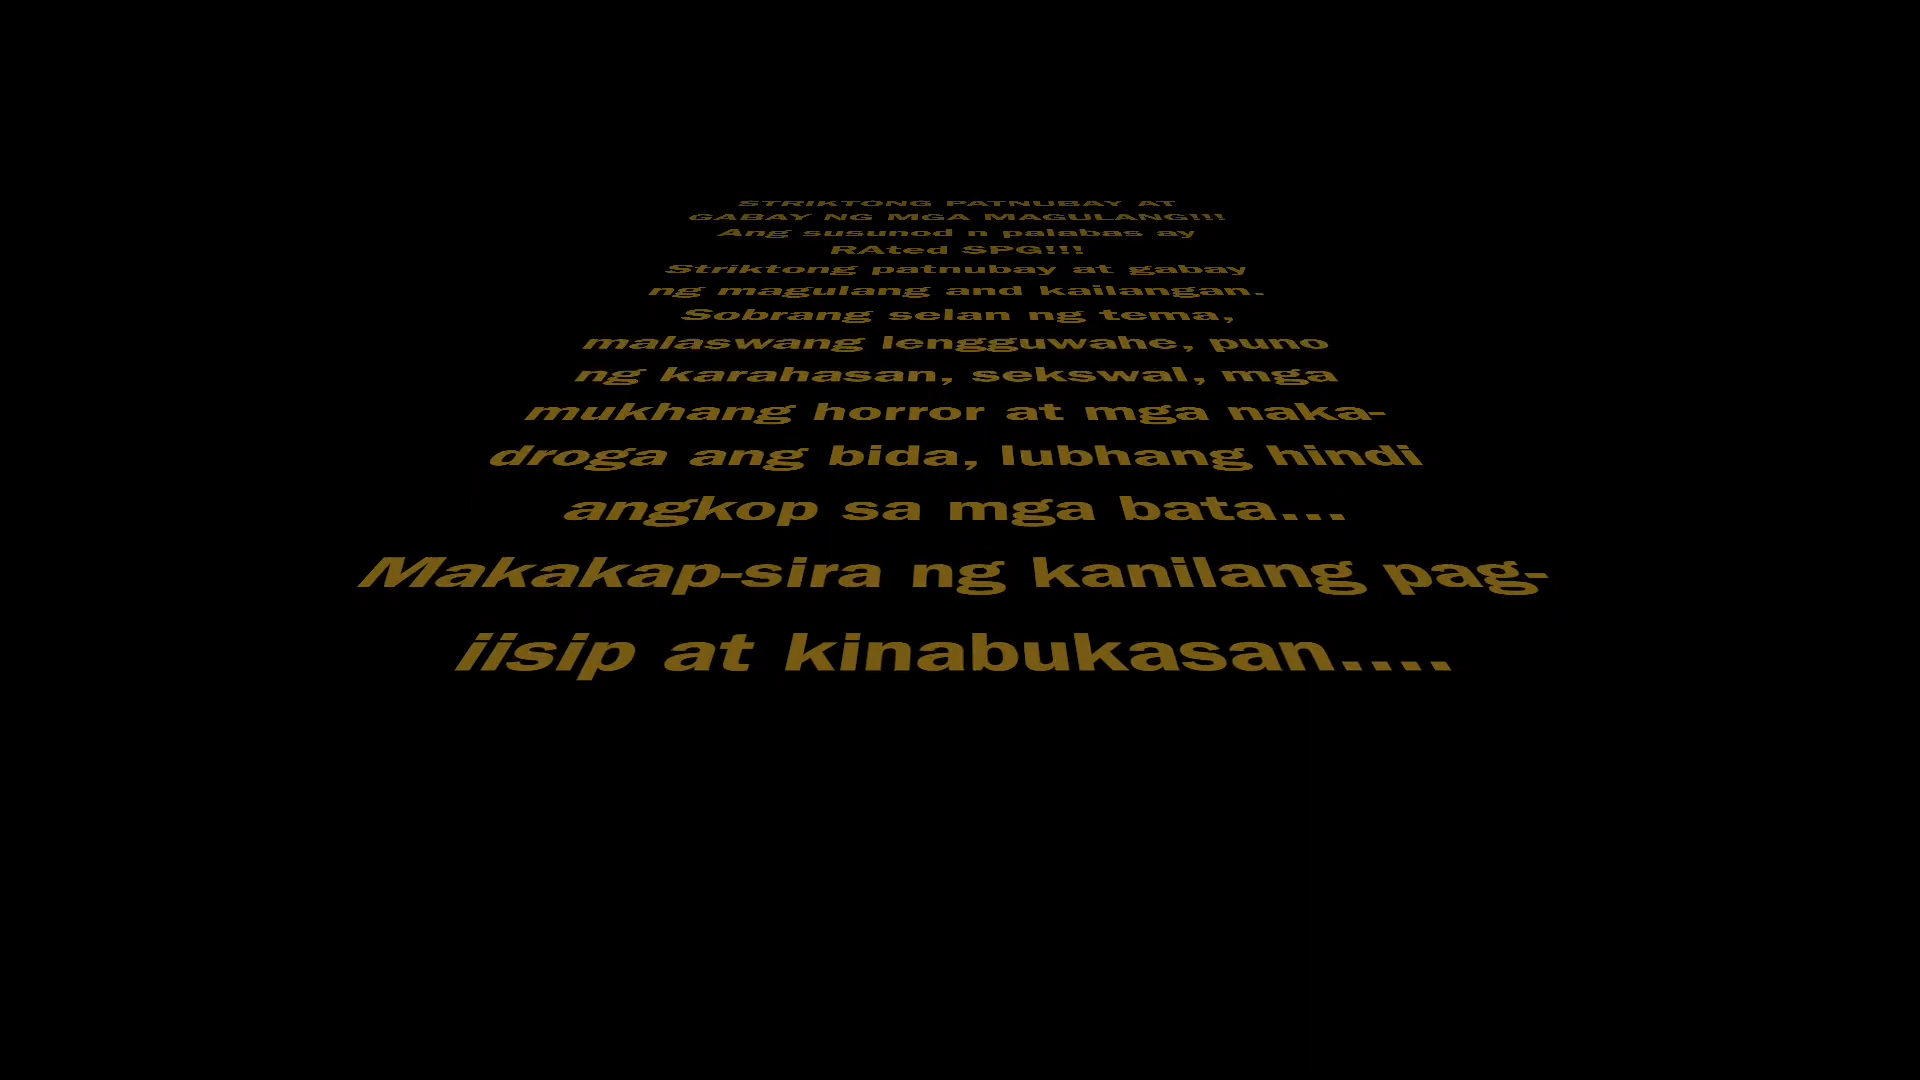 STRIKTONG PATNUBAY AT
GABAY NG MGA MAGULANG!!!
Ang susunod n palabas ay
RAted SPG!!!
Striktong patnubay at gabay
ng magulang and kailangan.
Sobrang selan ng tema,
malaswang lengguwahe, puno
ng karahasan, sekswal, mga
mukhang horror at mga naka-
droga ang bida, lubhang hindi
angkop sa mga bata...
Makakap-sira ng kanilang pag-
iisip at kinabukasan....